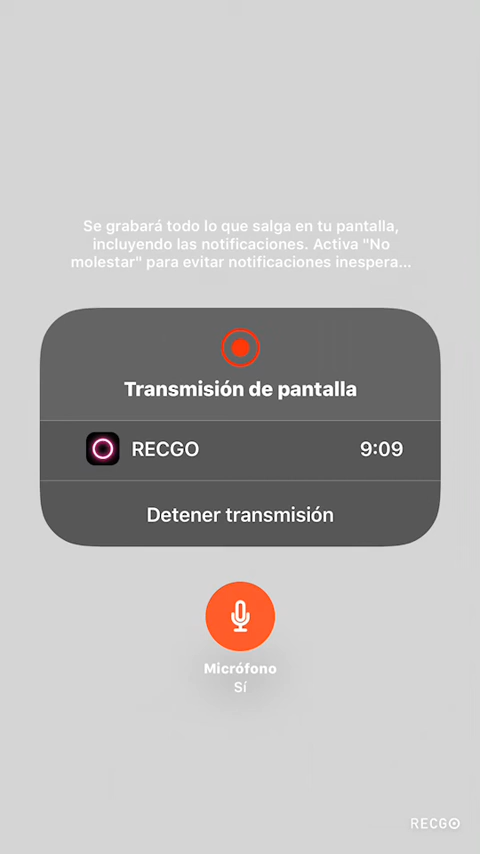 Se grabará todo lo que salga en tu pantalla,
incluyendo las notificaciones. Activa "No
molestar" para evitar notificaciones inespera...
Transmisión de pantalla
RECGO 9:09
Detener transmisión
Micrófono
Sí
RECGO